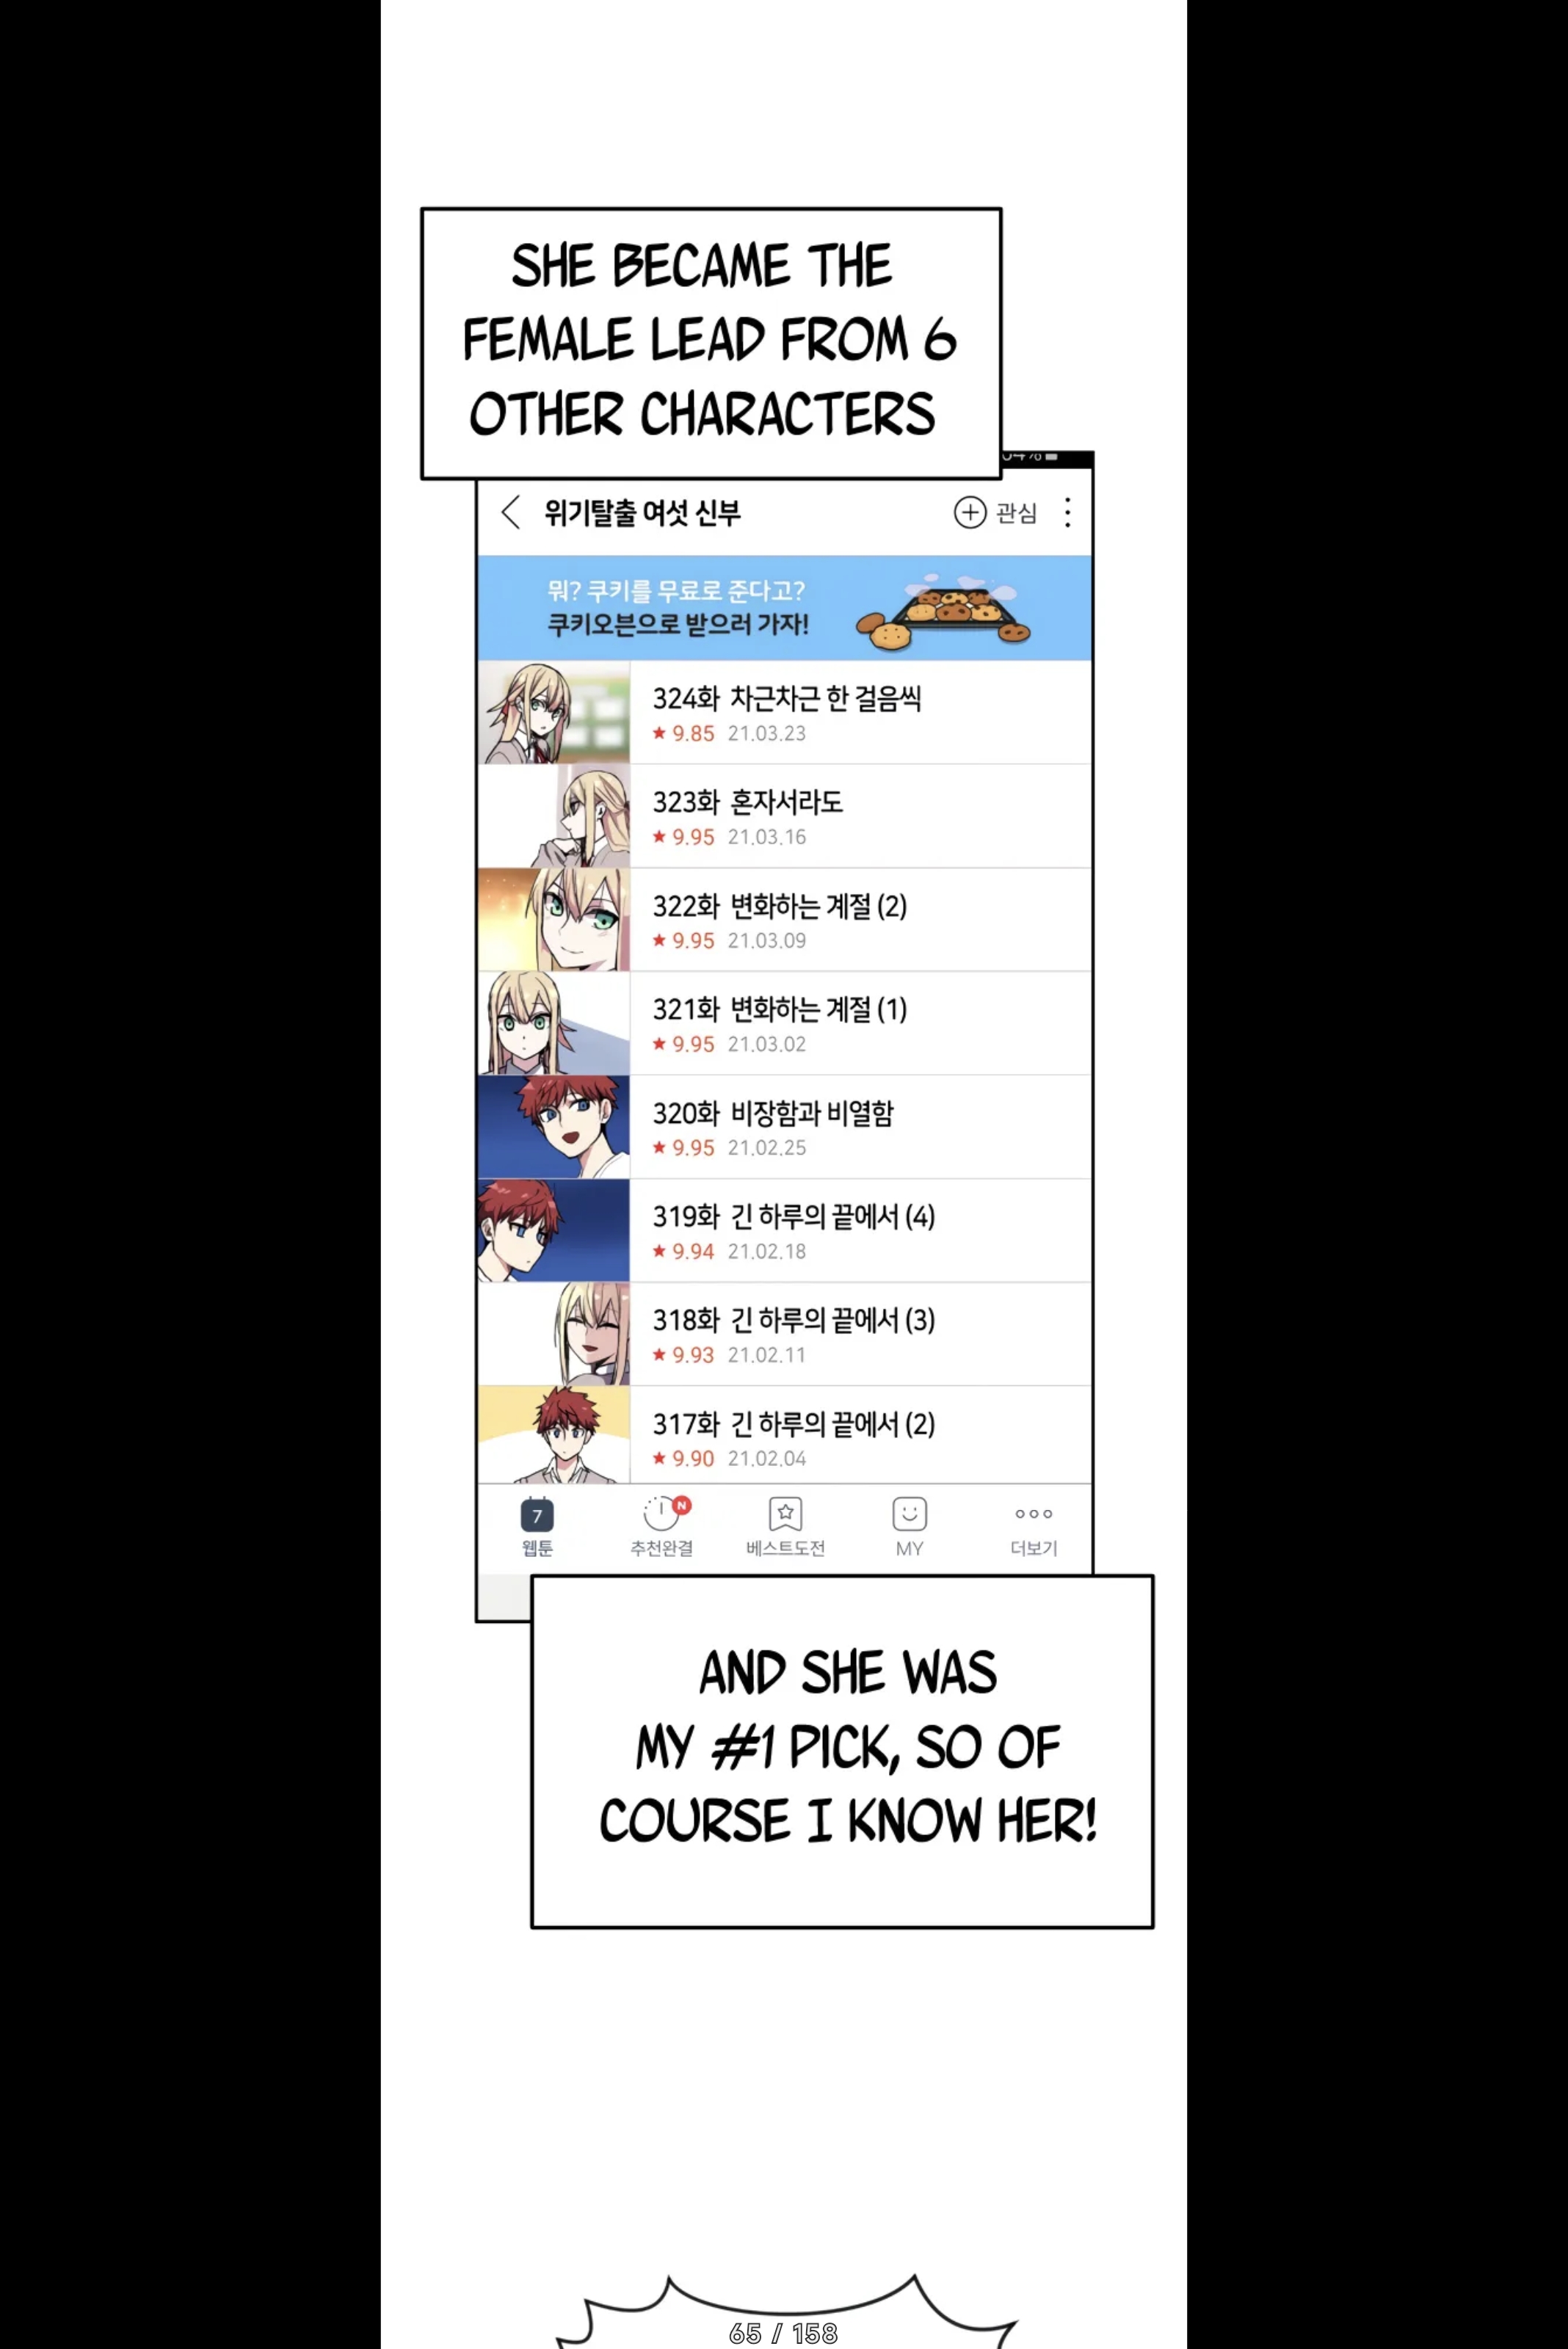 SHE BECAME THE
FEMALE LEAD FROM 6
OTHER CHARACTERS
위기탈출 여섯 신부
관심
뭐? 쿠키를 무료로 준다고?
쿠키오븐으로 받으러 가자!
324화 차근차근 한 걸음씩
★ 9.85 21.03.23
323화 혼자서라도
★ 9.95 21.03.16
322화 변화하는 계절 (2)
★ 9.95 21.03.09
321화 변화하는 계절 (1)
★ 9.95 21.03.02
320화 비장함과 비열함
★ 9.95 21.02.25
319화 긴 하루의 끝에서 (4)
★ 9.94 21.02.18
318화 긴 하루의 끝에서 (3)
★ 9.93 21.02.11
317화 긴 하루의 끝에서 (2)
★ 9.90 21.02.04
7 N
웹툰 추천완결 베스트도전 MY 더보기
AND SHE WAS
MY #1 PICK, SO OF
COURSE I KNOW HER!
65 / 158